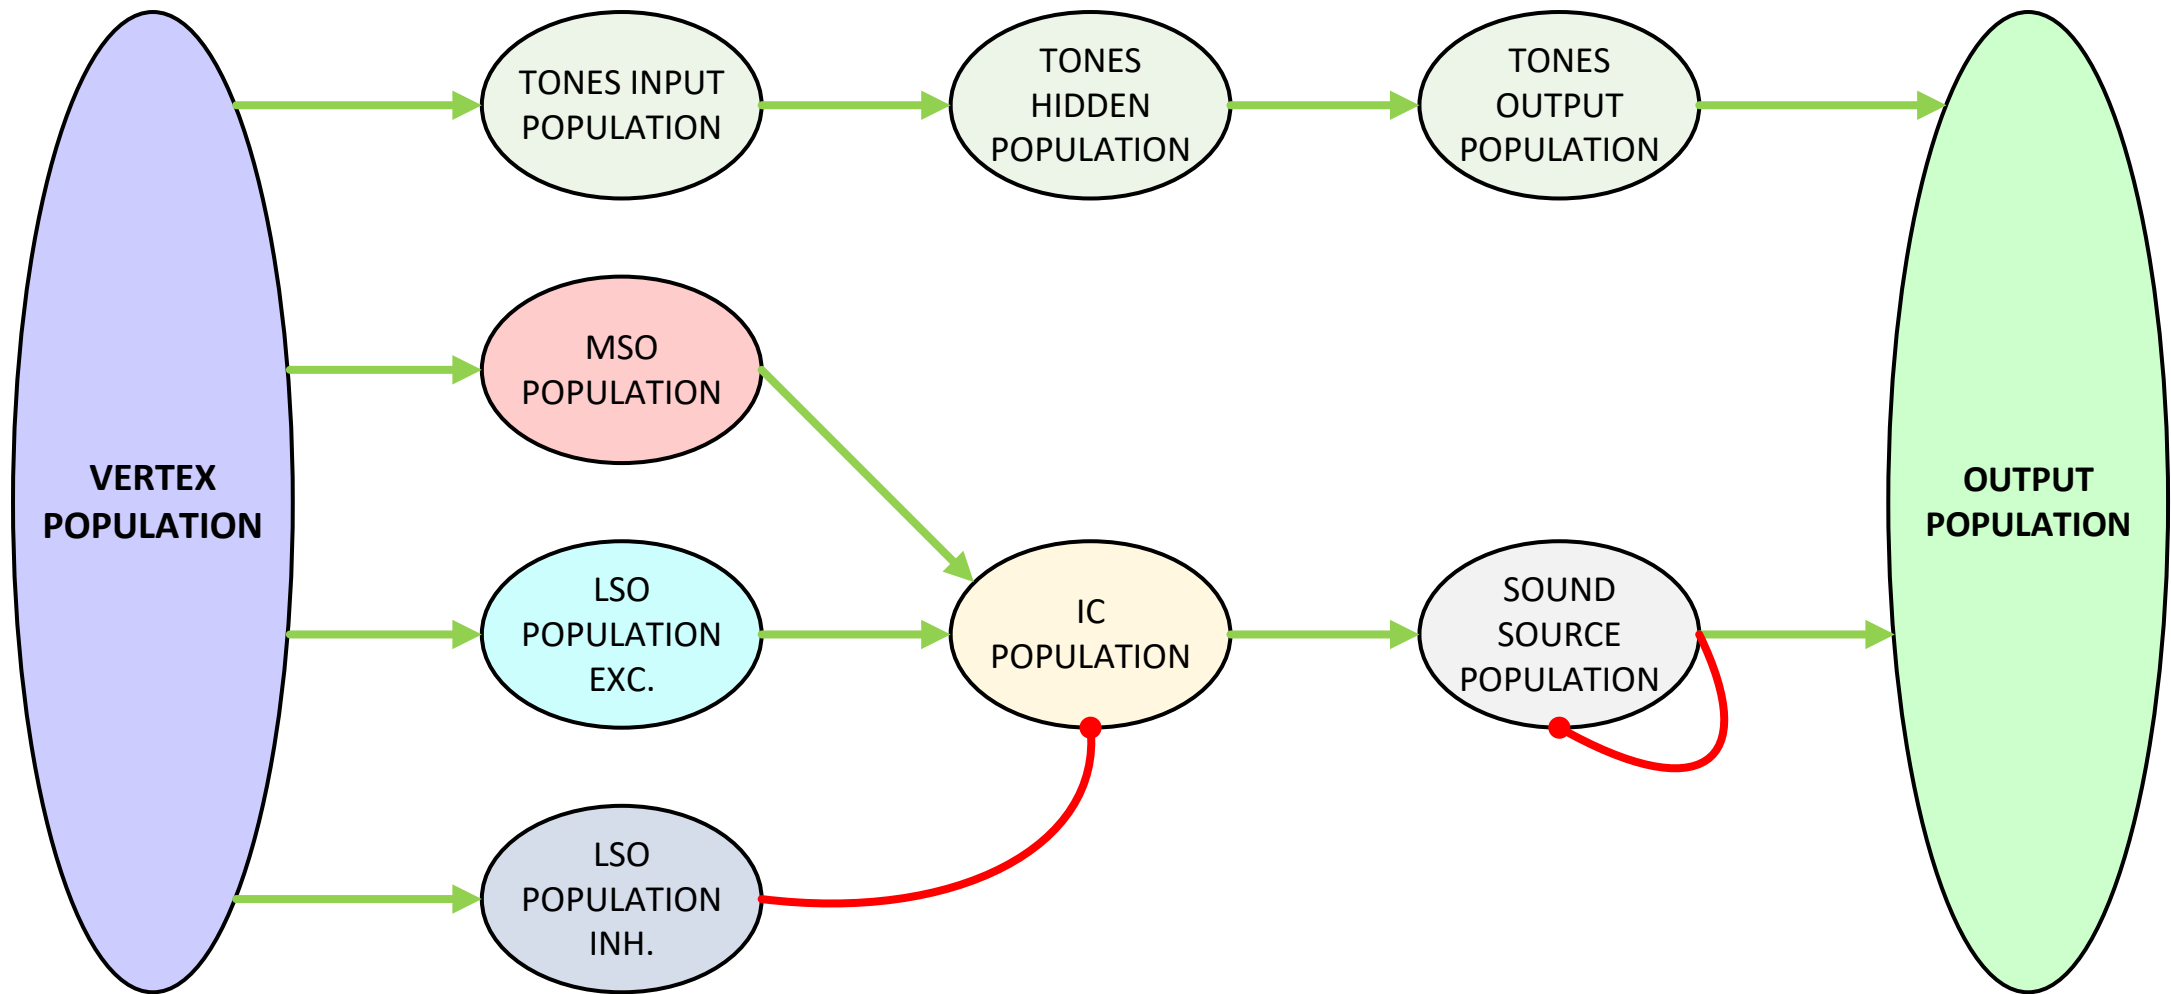 VERTEX
POPULATION
TONES INPUT
POPULATION
TONES
HIDDEN
POPULATION
TONES
OUTPUT
POPULATION
MSO
POPULATION
LSO
POPULATION
EXC.
IC
POPULATION
SOUND
SOURCE
POPULATION
LSO
POPULATION
INH.
OUTPUT
POPULATION